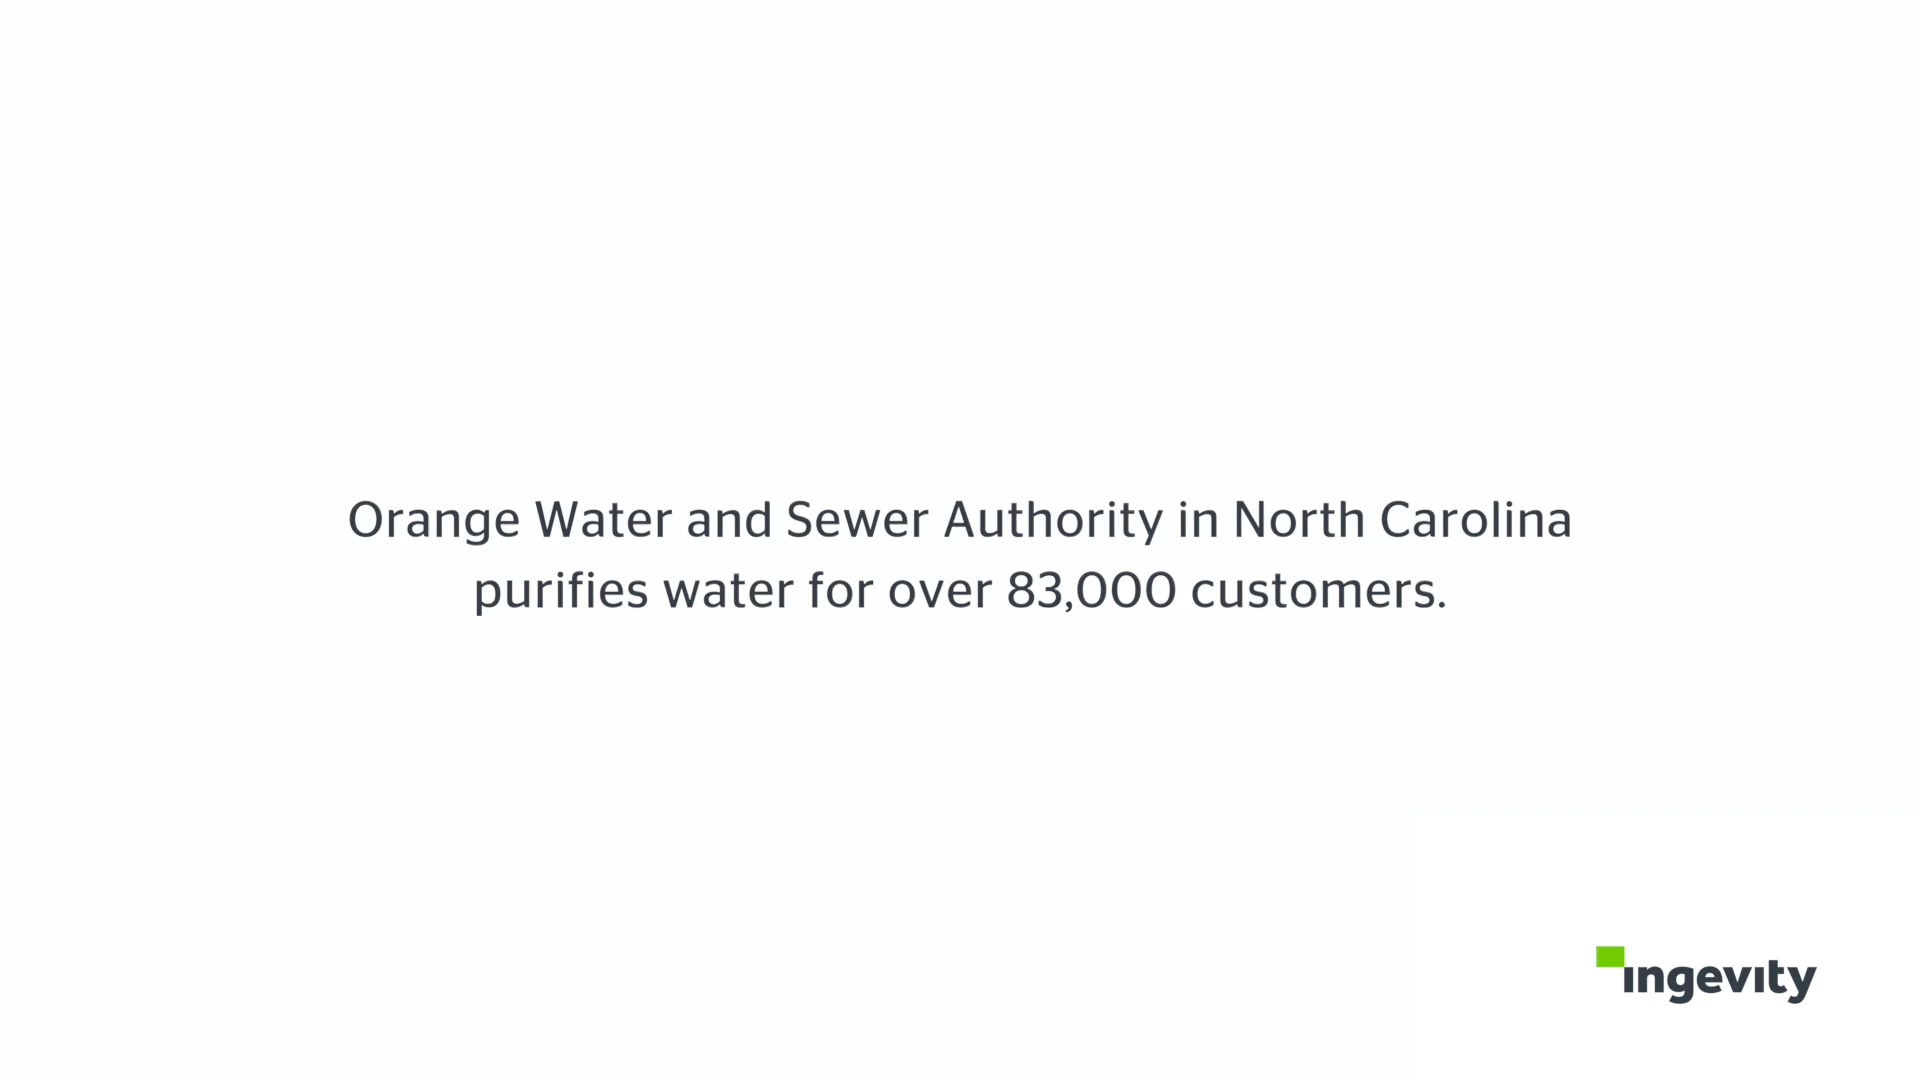 Orange Water and Sewer Authority in North Carolina
purifies water for over 83,000 customers.
ingevity